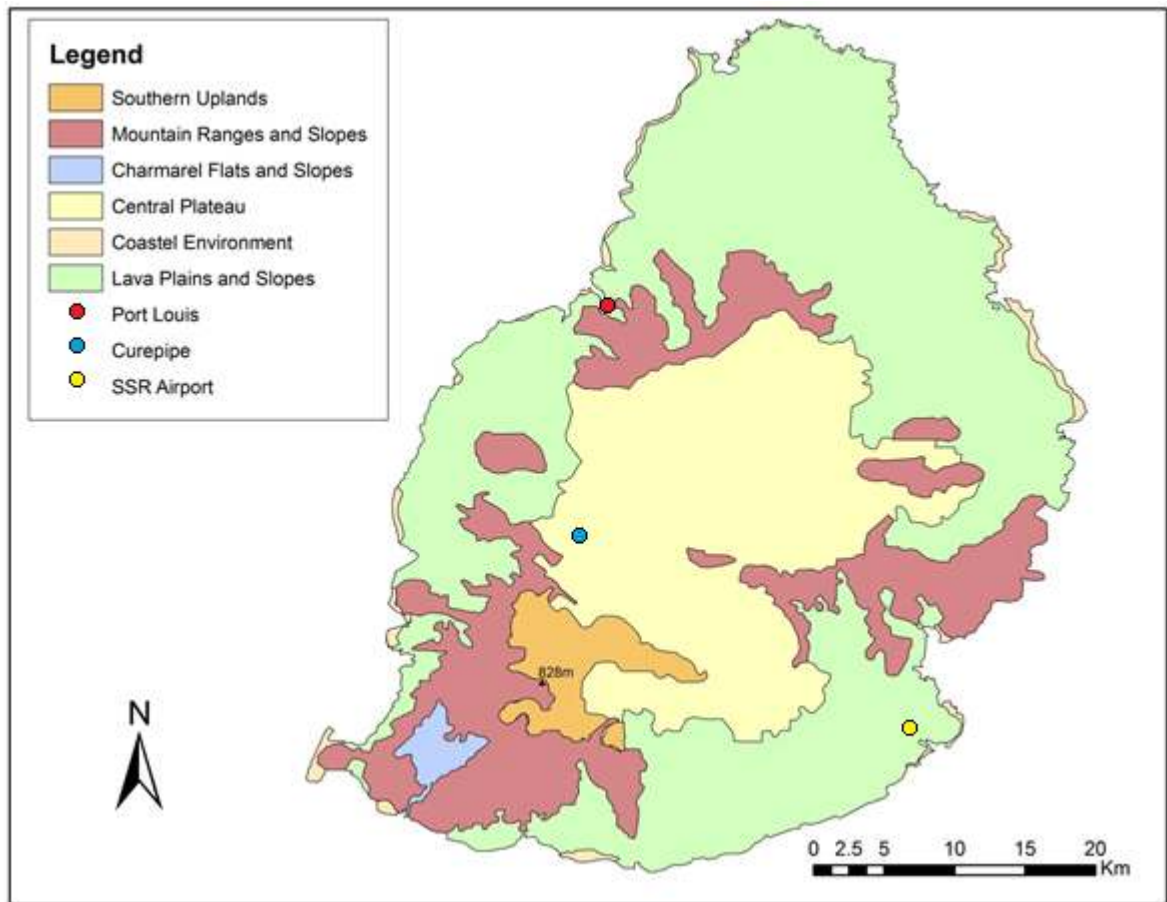 Legend
Southern Uplands
Mountain Ranges and Slopes
Charmarel Flats and Slopes
Central Plateau
Coastel Environment
Lava Plains and Slopes
Port Louis
Curepipe
SSR Airport
828m
N
0 2.5 5 10 15 20
Km